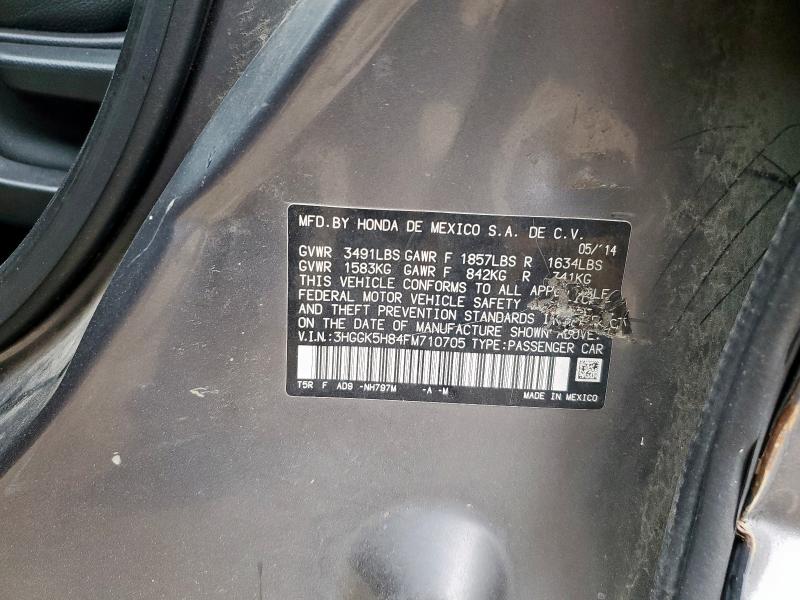 MFD. BY HONDA DE MEXICO S.A. DE C.V.
05/'14
GVWR 3491LBS GAWR F 1857LBS R 1634LBS
GVWR 1583KG GAWR F 842KG R 741KG
THIS VEHICLE CONFORMS TO ALL
FEDERAL MOTOR VEHICLE SAFETY
AND THEFT PREVENTION STANDARDS
ON THE DATE OF MANUFACTURE SHOWN ABOVE.
V.I.N.:3HGGK5H84FM710705 TYPE:PASSENGER CAR
T5R F AD9 -NH797M -A -M
MADE IN MEXICO